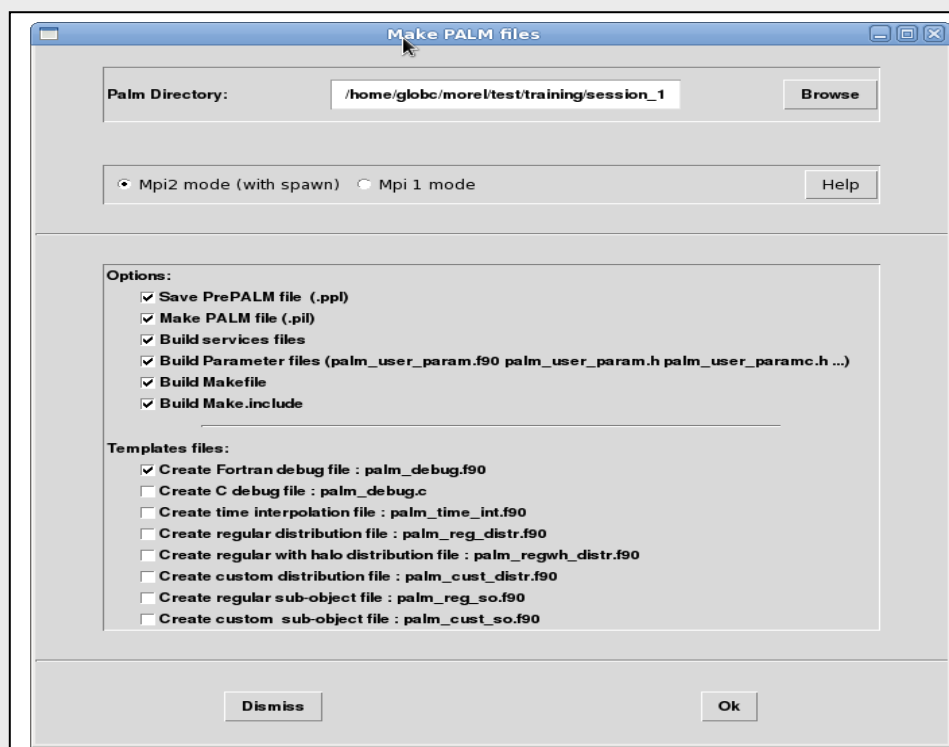 Make PALM files
Palm Directory: /home/globc/morel/test/training/session_1 Browse
Mpi2 mode (with spawn) Mpi 1 mode Help
Options:
Save PrePALM file (.ppl)
Make PALM file (.pil)
Build services files
Build Parameter files (palm_user_param.f90 palm_user_param.h palm_user_paramc.h ...)
Build Makefile
Build Make.include
Templates files:
Create Fortran debug file : palm_debug.f90
Create C debug file : palm_debug.c
Create time interpolation file : palm_time_int.f90
Create regular distribution file : palm_reg_distr.f90
Create regular with halo distribution file : palm_regwh_distr.f90
Create custom distribution file : palm_cust_distr.f90
Create regular sub-object file : palm_reg_so.f90
Create custom sub-object file : palm_cust_so.f90
Dismiss Ok